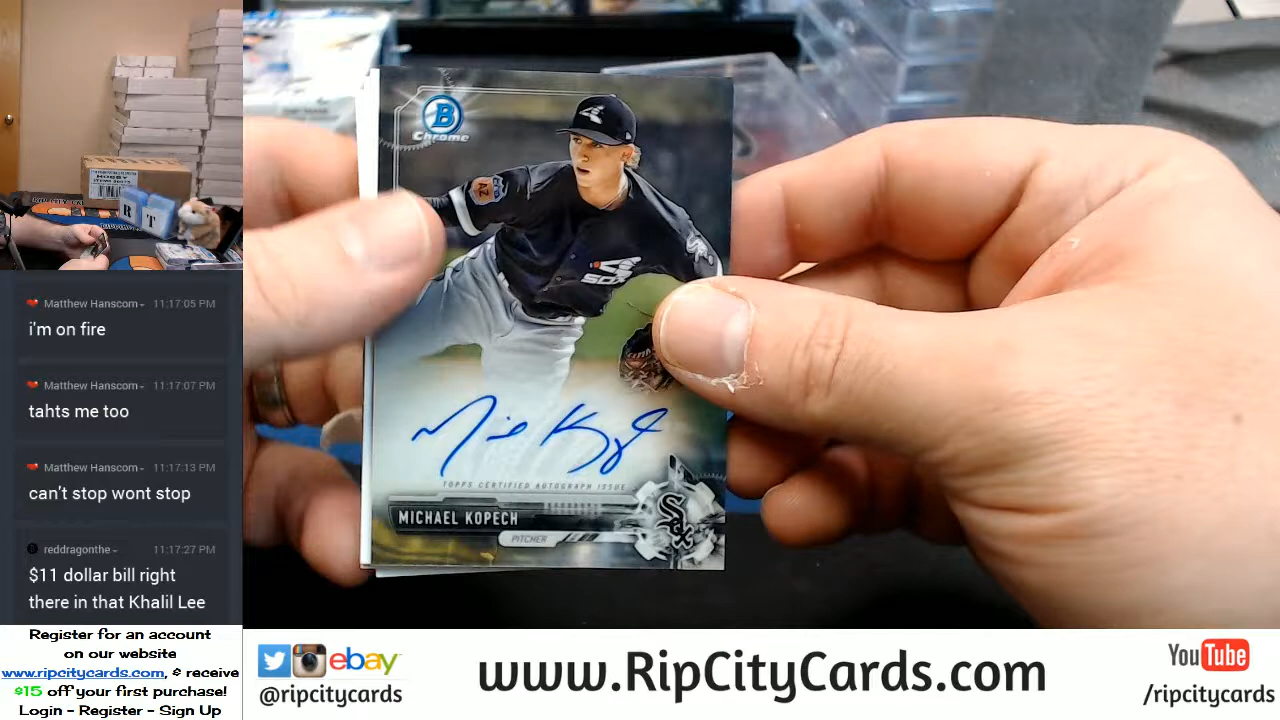 B
Chrome
AZ
SOX
TOPPS CERTIFIED AUTOGRAPH ISSUE
MICHAEL KOPECH
PITCHER
Sox
R T
Matthew Hanscom 11:17:05 PM
i'm on fire
Matthew Hanscom 11:17:07 PM
tahts me too
Matthew Hanscom 11:17:13 PM
can't stop wont stop
reddragonthe 11:17:27 PM
$11 dollar bill right
there in that Khalil Lee
Register for an account
on our website
www.ripcitycards.com, & receive
$15 off your first purchase!
Login - Register - Sign Up
ebay
@ripcitycards
www.RipCityCards.com
YouTube
/ripcitycards